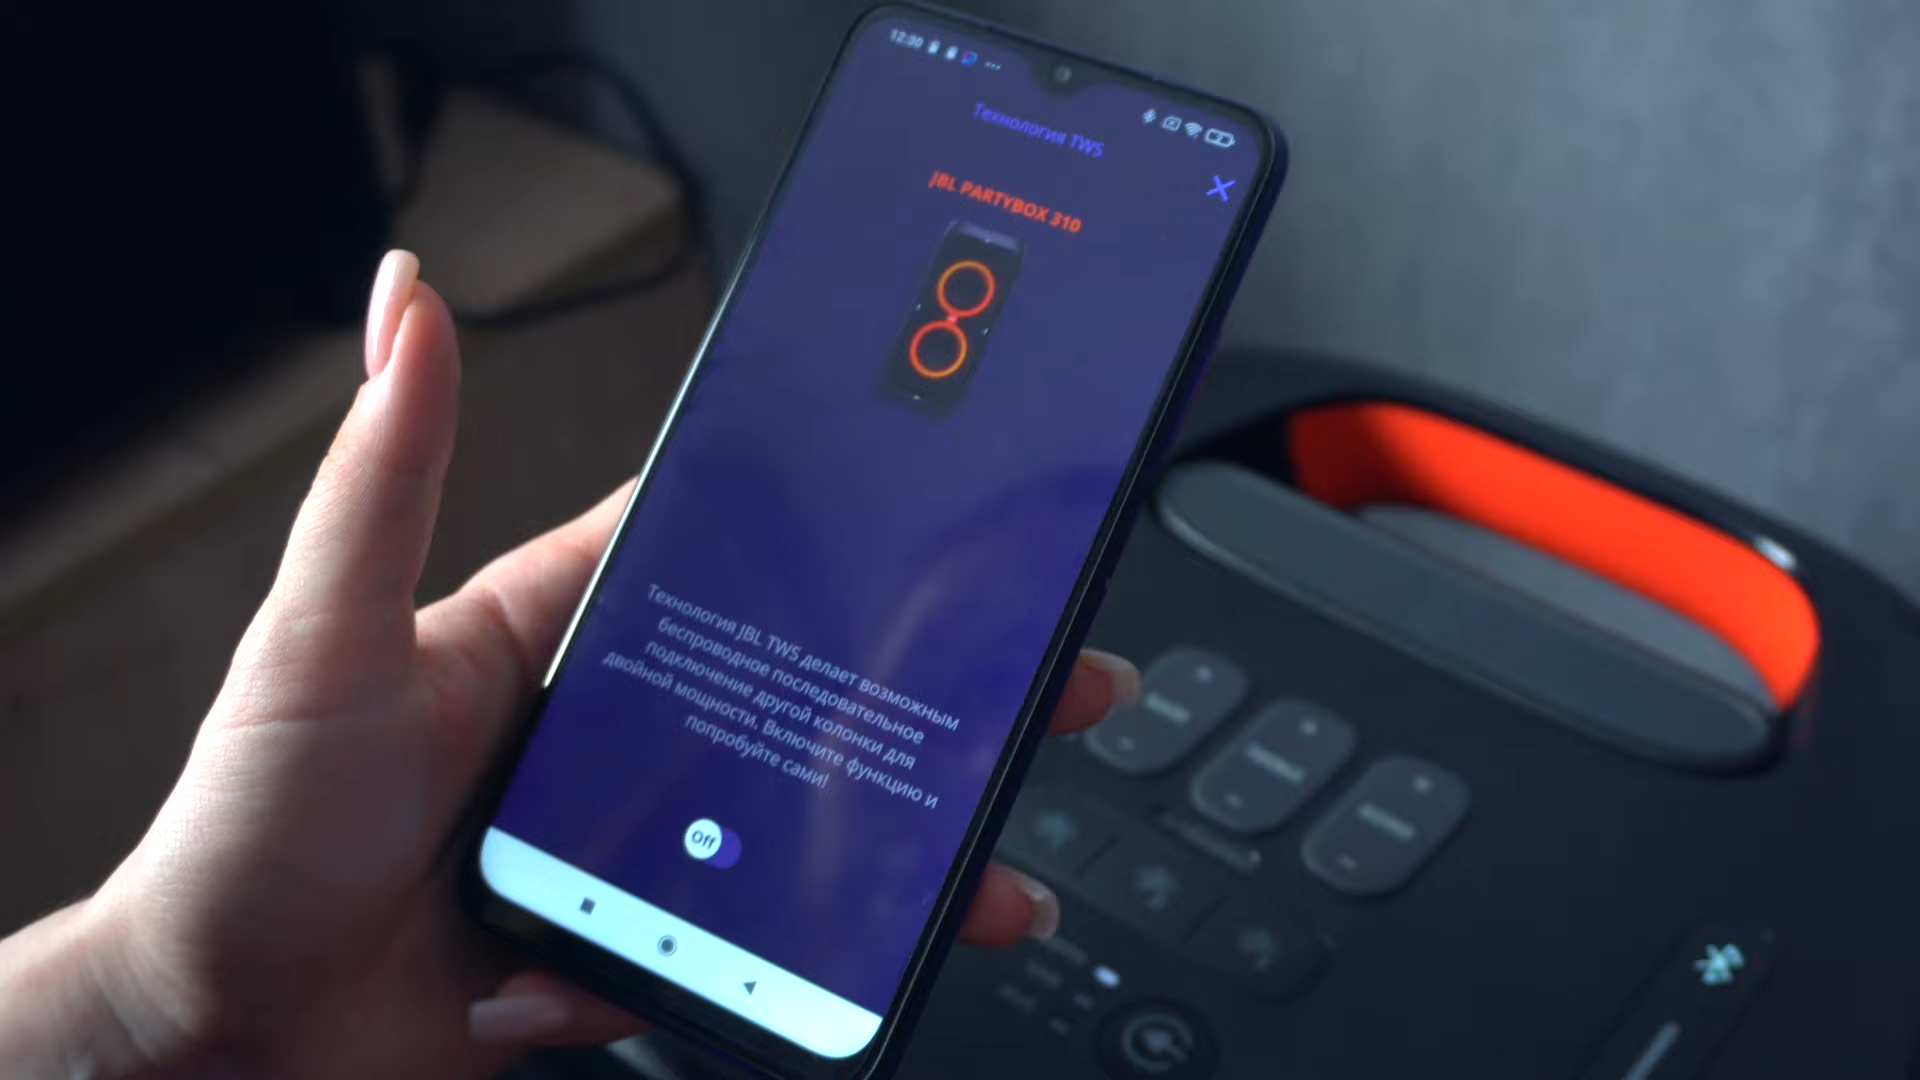 12:30
Технология TWS
JBL PARTYBOX 310
Технология JBL TWS делает возможным
беспроводное последовательное
подключение другой колонки для
двойной мощности. Включите функцию и
попробуйте сами!
Off